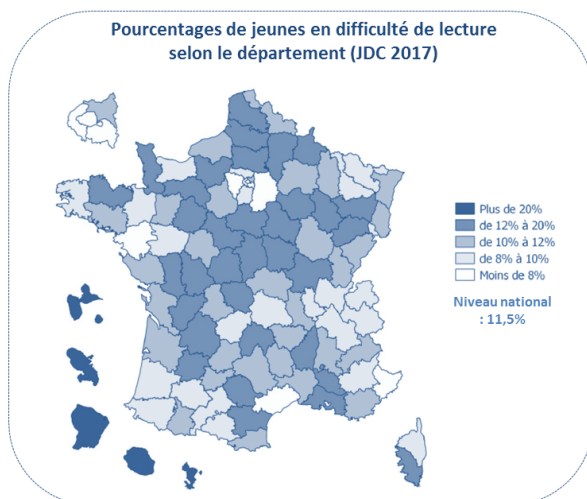 Pourcentages de jeunes en difficulté de lecture
selon le département (JDC 2017)
Plus de 20%
de 12% à 20%
de 10% à 12%
de 8% à 10%
Moins de 8%
Niveau national
: 11,5%